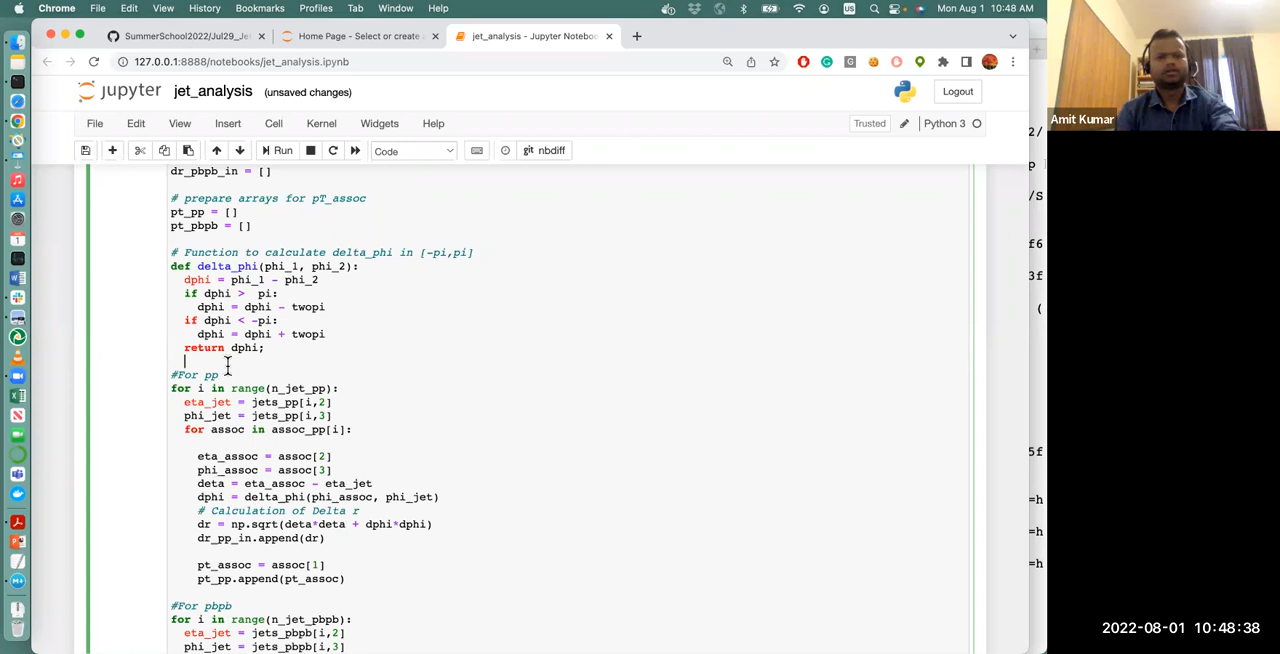 Chrome File Edit View History Bookmarks Profiles Tab Window Help US Mon Aug 1 10:48 AM
SummerSchool2022/Jul29_Je
Home Page - Select or create a
jet_analysis - Jupyter Notebo
127.0.0.1:8888/notebooks/jet_analysis.ipynb
jupyter jet_analysis (unsaved changes)
Logout
File Edit View Insert Cell Kernel Widgets Help
Trusted Python 3
Run Code git nbdiff
dr_pbpb_in = []
# prepare arrays for pT_assoc
pt_pp = []
pt_pbpb = []
# Function to calculate delta_phi in [-pi,pi]
def delta_phi(phi_1, phi_2):
dphi = phi_1 - phi_2
if dphi > pi:
dphi = dphi - twopi
if dphi < -pi:
dphi = dphi + twopi
return dphi;
#For pp
for i in range(n_jet_pp):
eta_jet = jets_pp[i,2]
phi_jet = jets_pp[i,3]
for assoc in assoc_pp[i]:
eta_assoc = assoc[2]
phi_assoc = assoc[3]
deta = eta_assoc - eta_jet
dphi = delta_phi(phi_assoc, phi_jet)
# Calculation of Delta r
dr = np.sqrt(deta*deta + dphi*dphi)
dr_pp_in.append(dr)
pt_assoc = assoc[1]
pt_pp.append(pt_assoc)
#For pbpb
for i in range(n_jet_pbpb):
eta_jet = jets_pbpb[i,2]
phi_jet = jets_pbpb[i,3]
Amit Kumar
2/
p
/S
f6
3f
(
5f
=h
=h
=h
2022-08-01 10:48:38